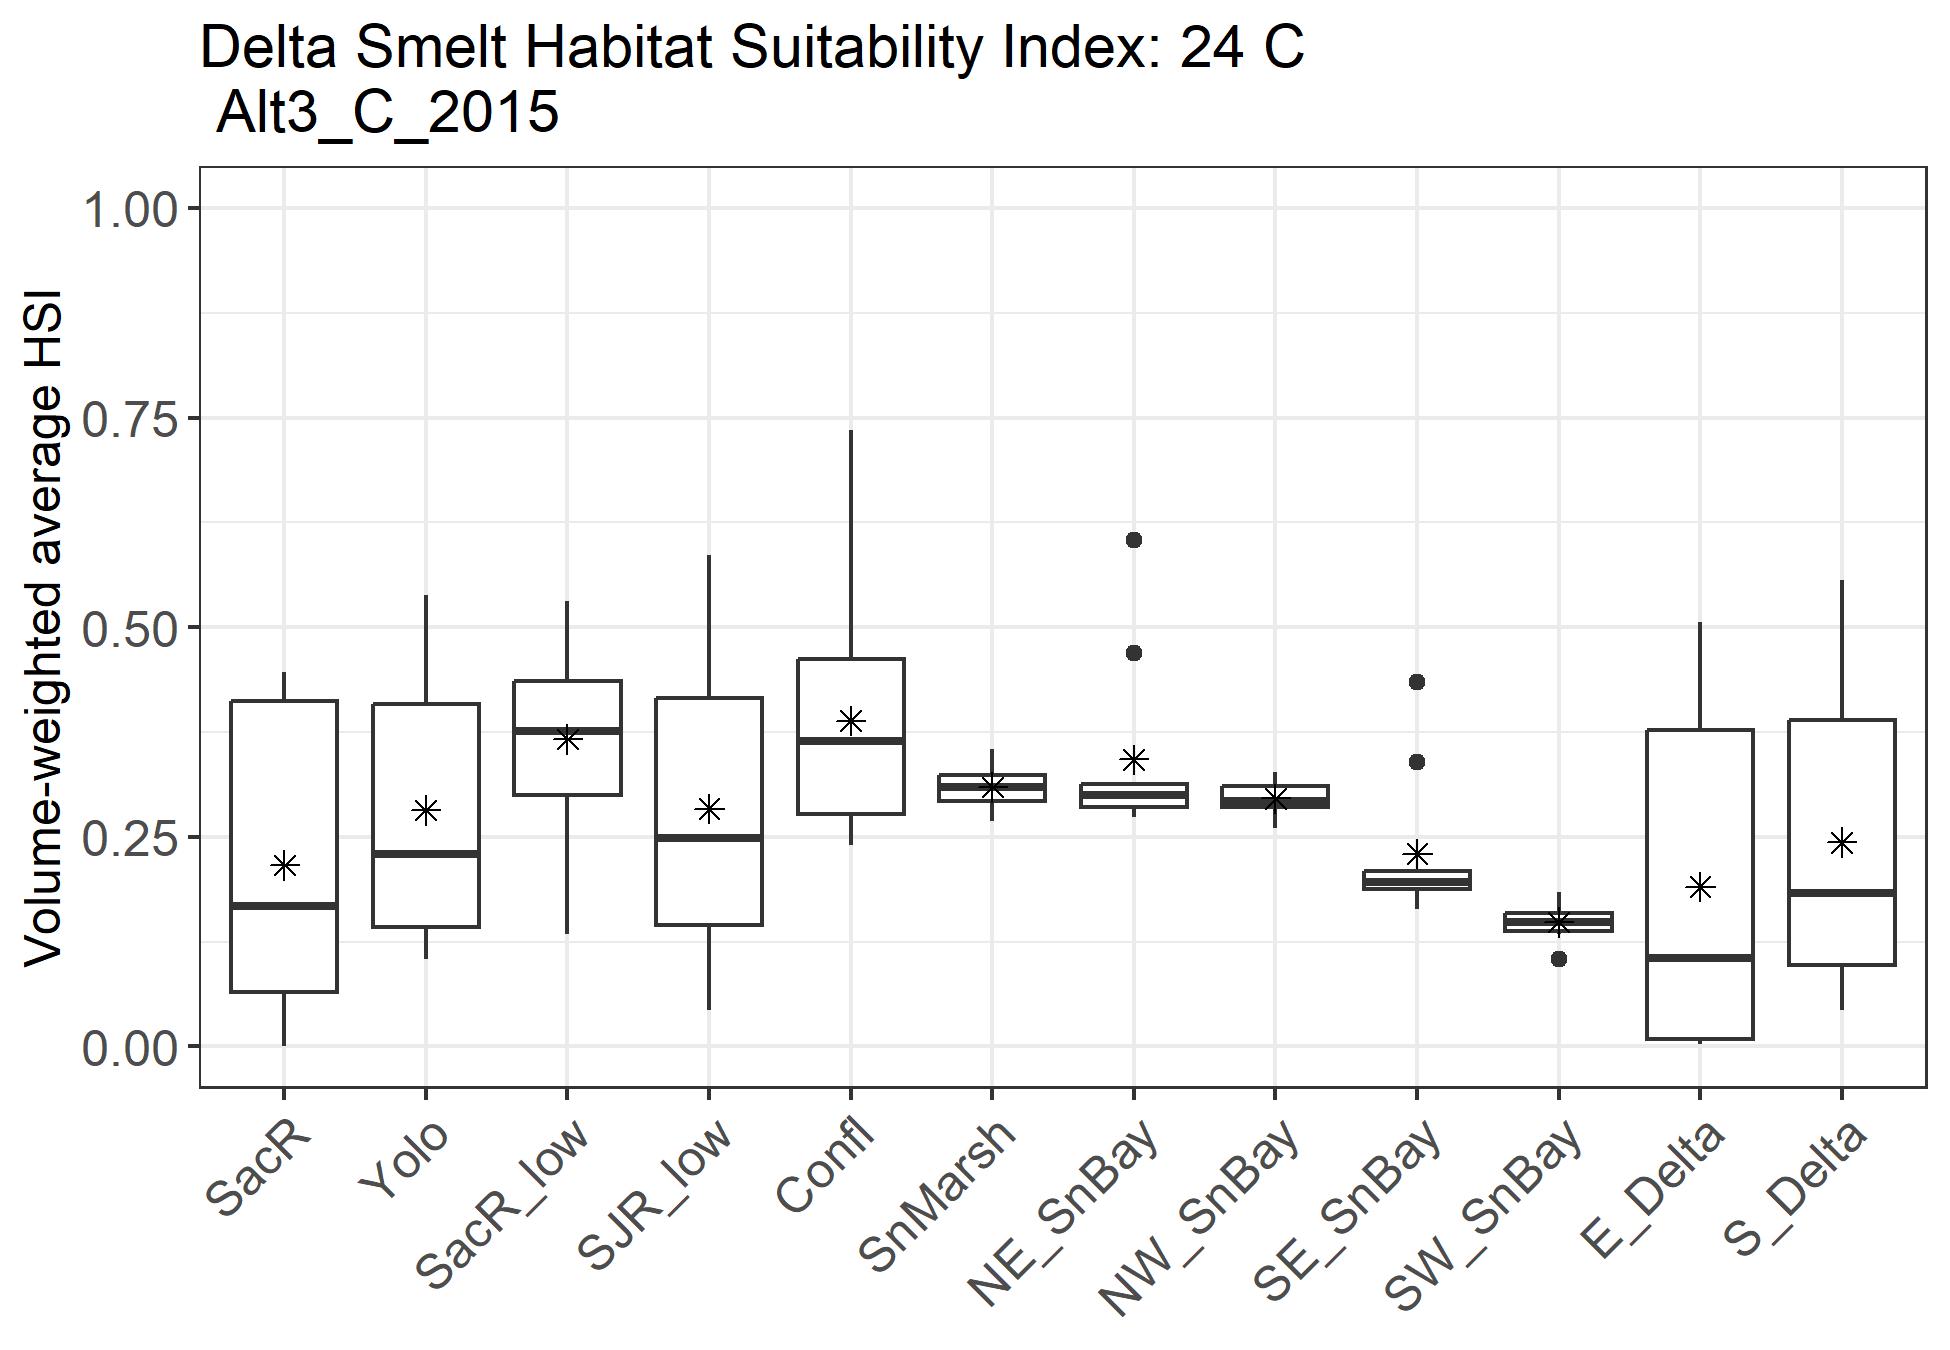 Delta Smelt Habitat Suitability Index: 24 C
Alt3_C_2015
Volume-weighted average HSI
1.00
0.75
0.50
0.25
0.00
SacR
Yolo
SacR_low
SJR_low
Confl
SnMarsh
NE_SnBay
NW_SnBay
SE_SnBay
SW_SnBay
E_Delta
S_Delta